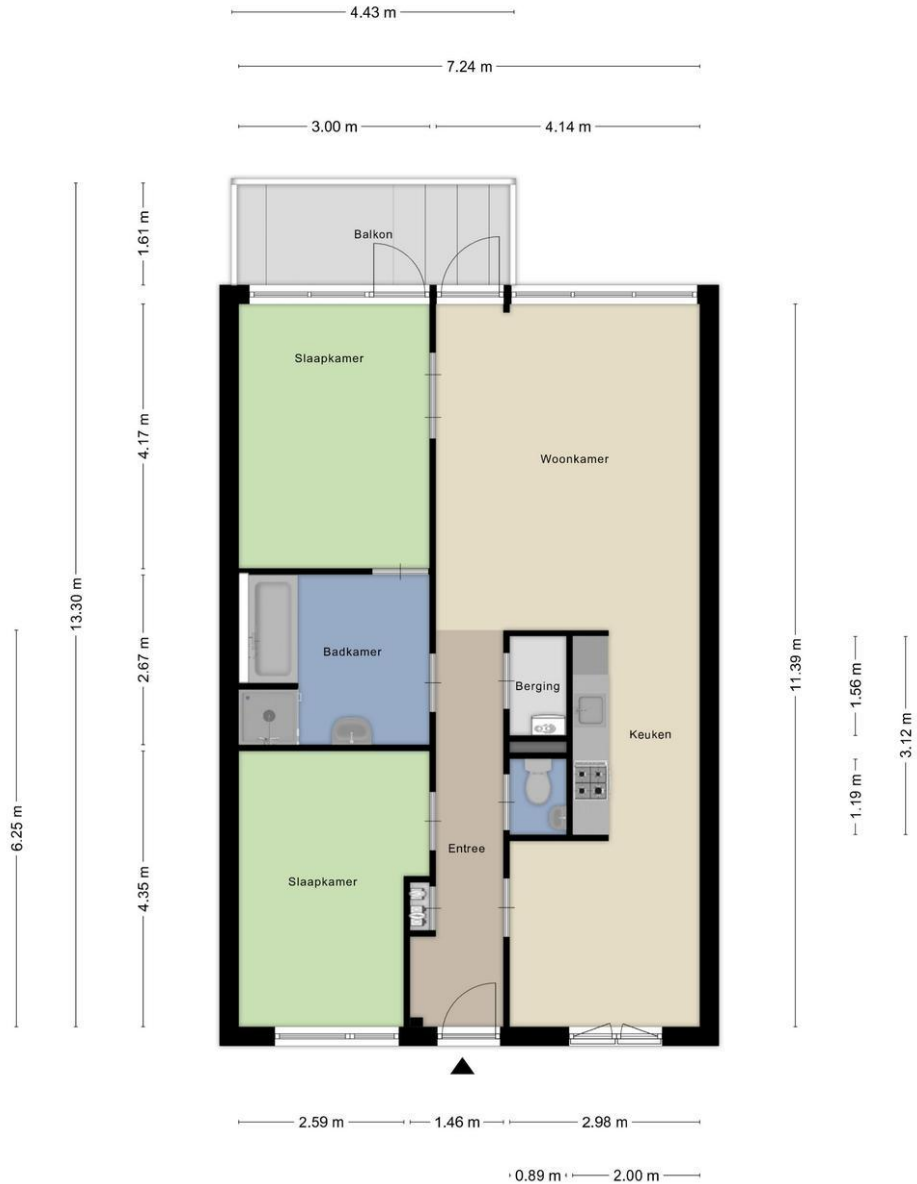 4.43 m
7.24 m
3.00 m
4.14 m
1.61 m
Balkon
Slaapkamer
4.17 m
Woonkamer
13.30 m
11.39 m
2.67 m
Badkamer
Berging
1.56 m
Keuken
3.12 m
1.19 m
6.25 m
Entree
Slaapkamer
4.35 m
2.59 m
1.46 m
2.98 m
0.89 m
2.00 m